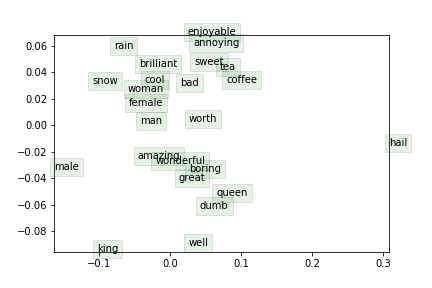 enjoyable
annoying
0.06
rain
sweet
brilliant
tea
0.04
snow
cool
bad
coffee
woman
0.02
female
man
worth
0.00
hail
−0.02
amazing
wonderful
male
boring
great
−0.04
queen
dumb
−0.06
−0.08
well
king
−0.1
0.0
0.1
0.2
0.3